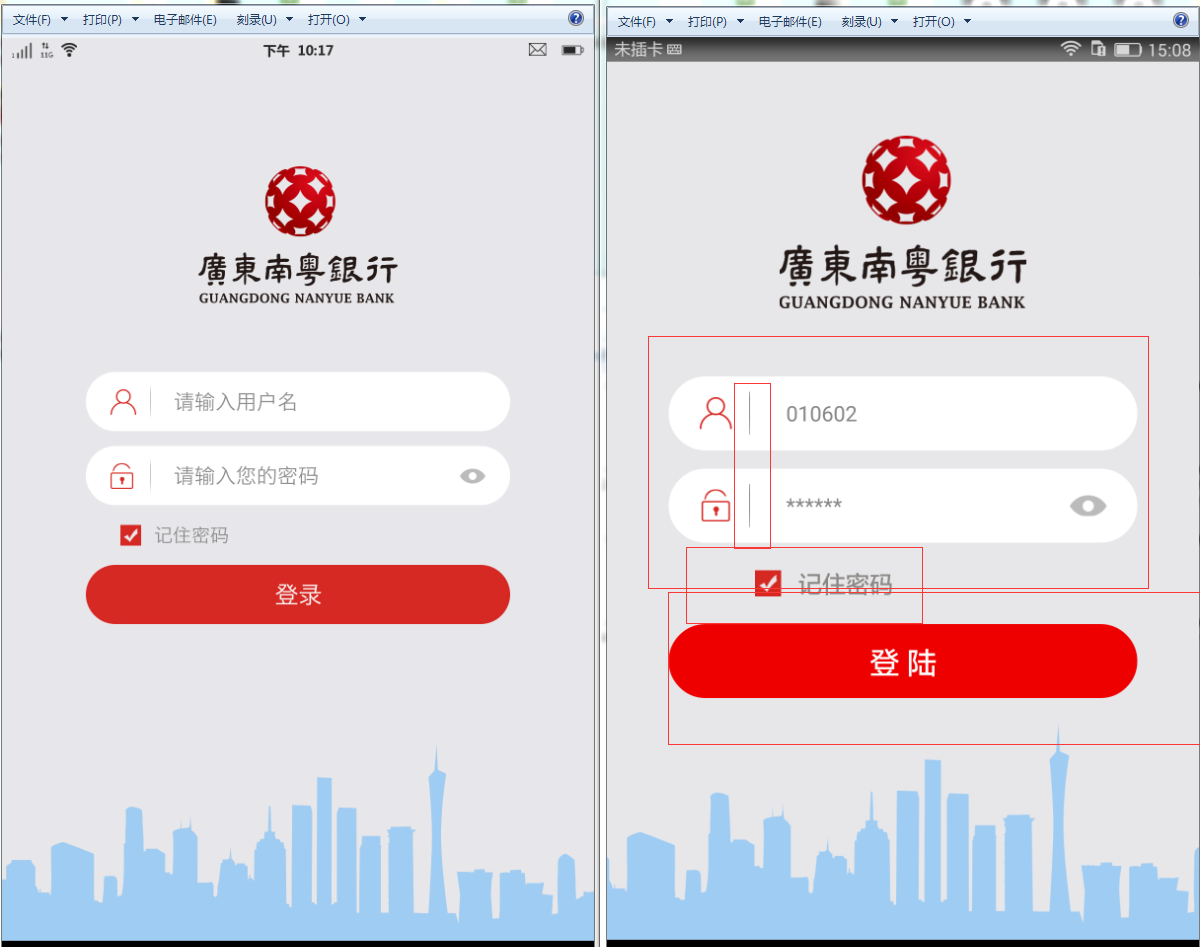 文件(F) 打印(P) 电子邮件(E) 刻录(U) 打开(O)
下午 10:17
廣東南粵銀行
GUANGDONG NANYUE BANK
请输入用户名
请输入您的密码
记住密码
登录
文件(F) 打印(P) 电子邮件(E) 刻录(U) 打开(O)
未插卡 15:08
廣東南粵銀行
GUANGDONG NANYUE BANK
010602
******
记住密码
登 陆